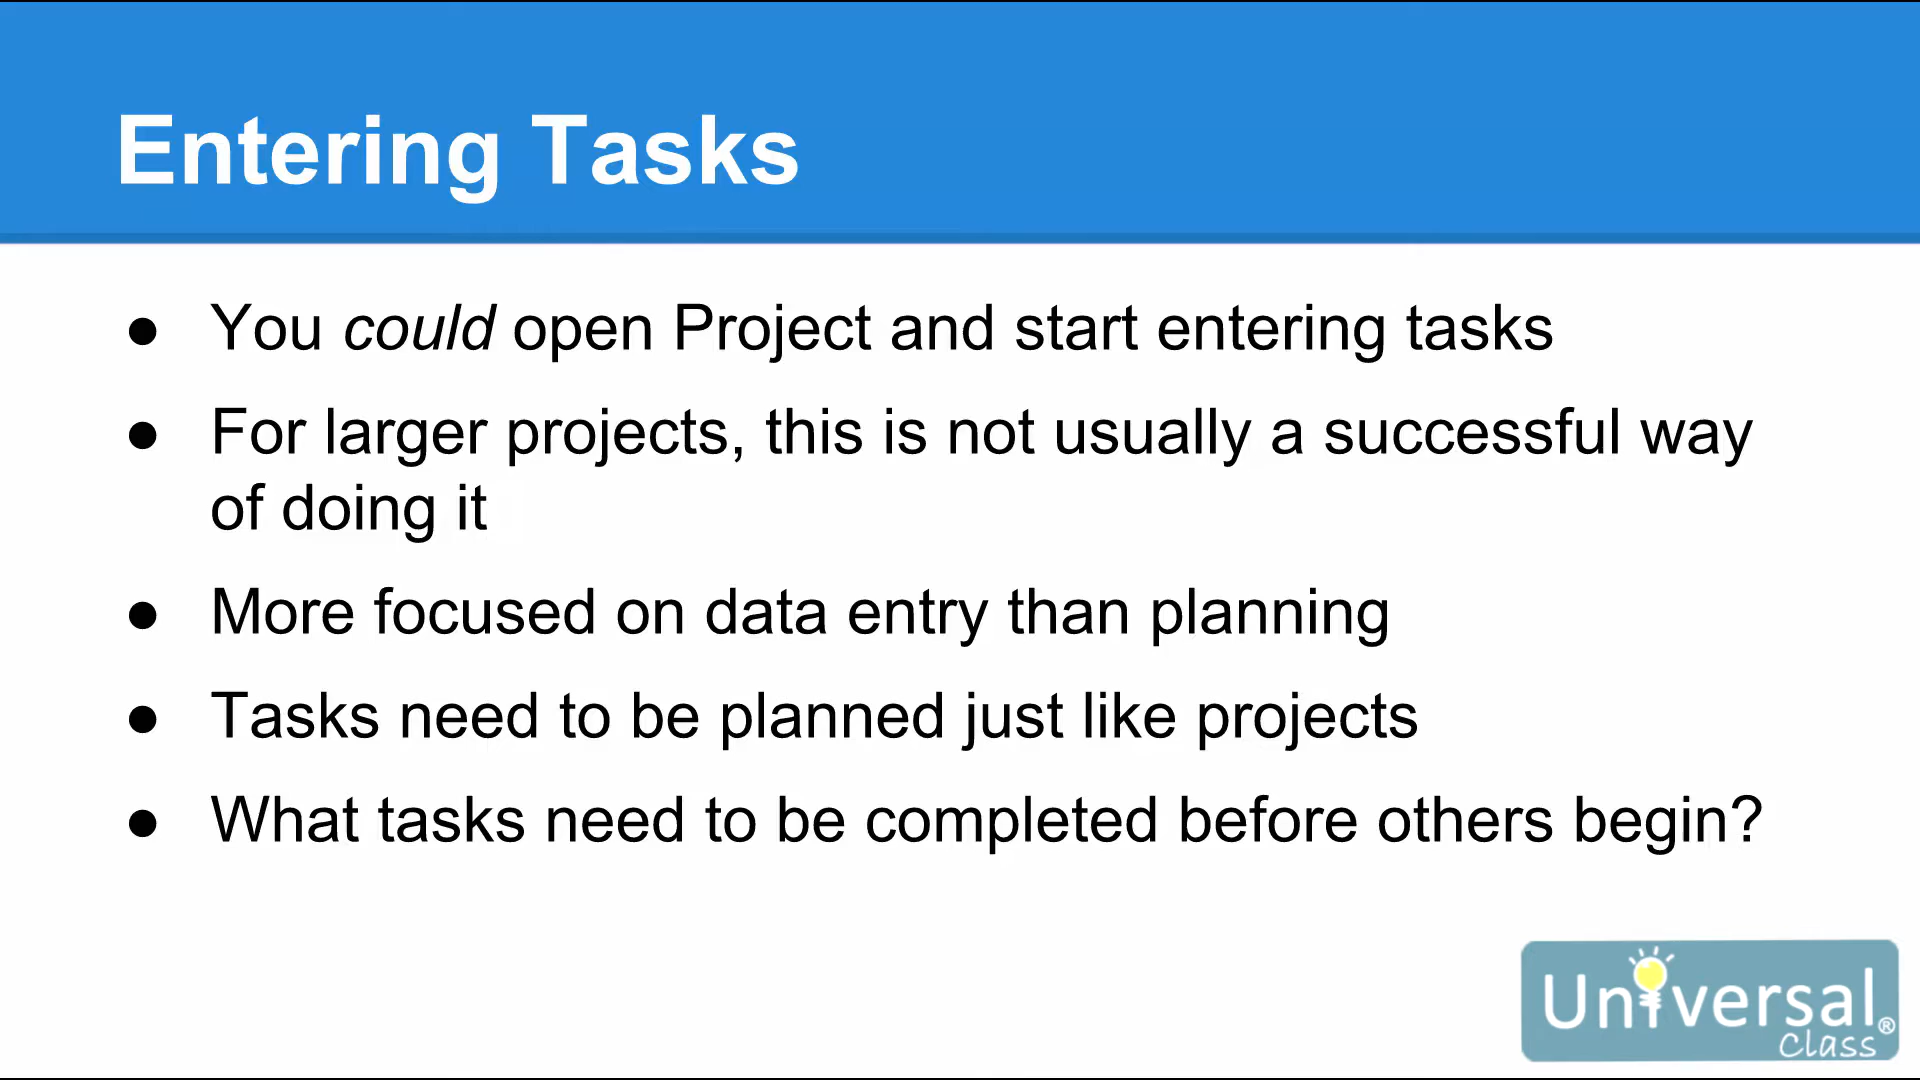 Entering Tasks
● You could open Project and start entering tasks
● For larger projects, this is not usually a successful way
of doing it
● More focused on data entry than planning
● Tasks need to be planned just like projects
● What tasks need to be completed before others begin?
Universal®
Class